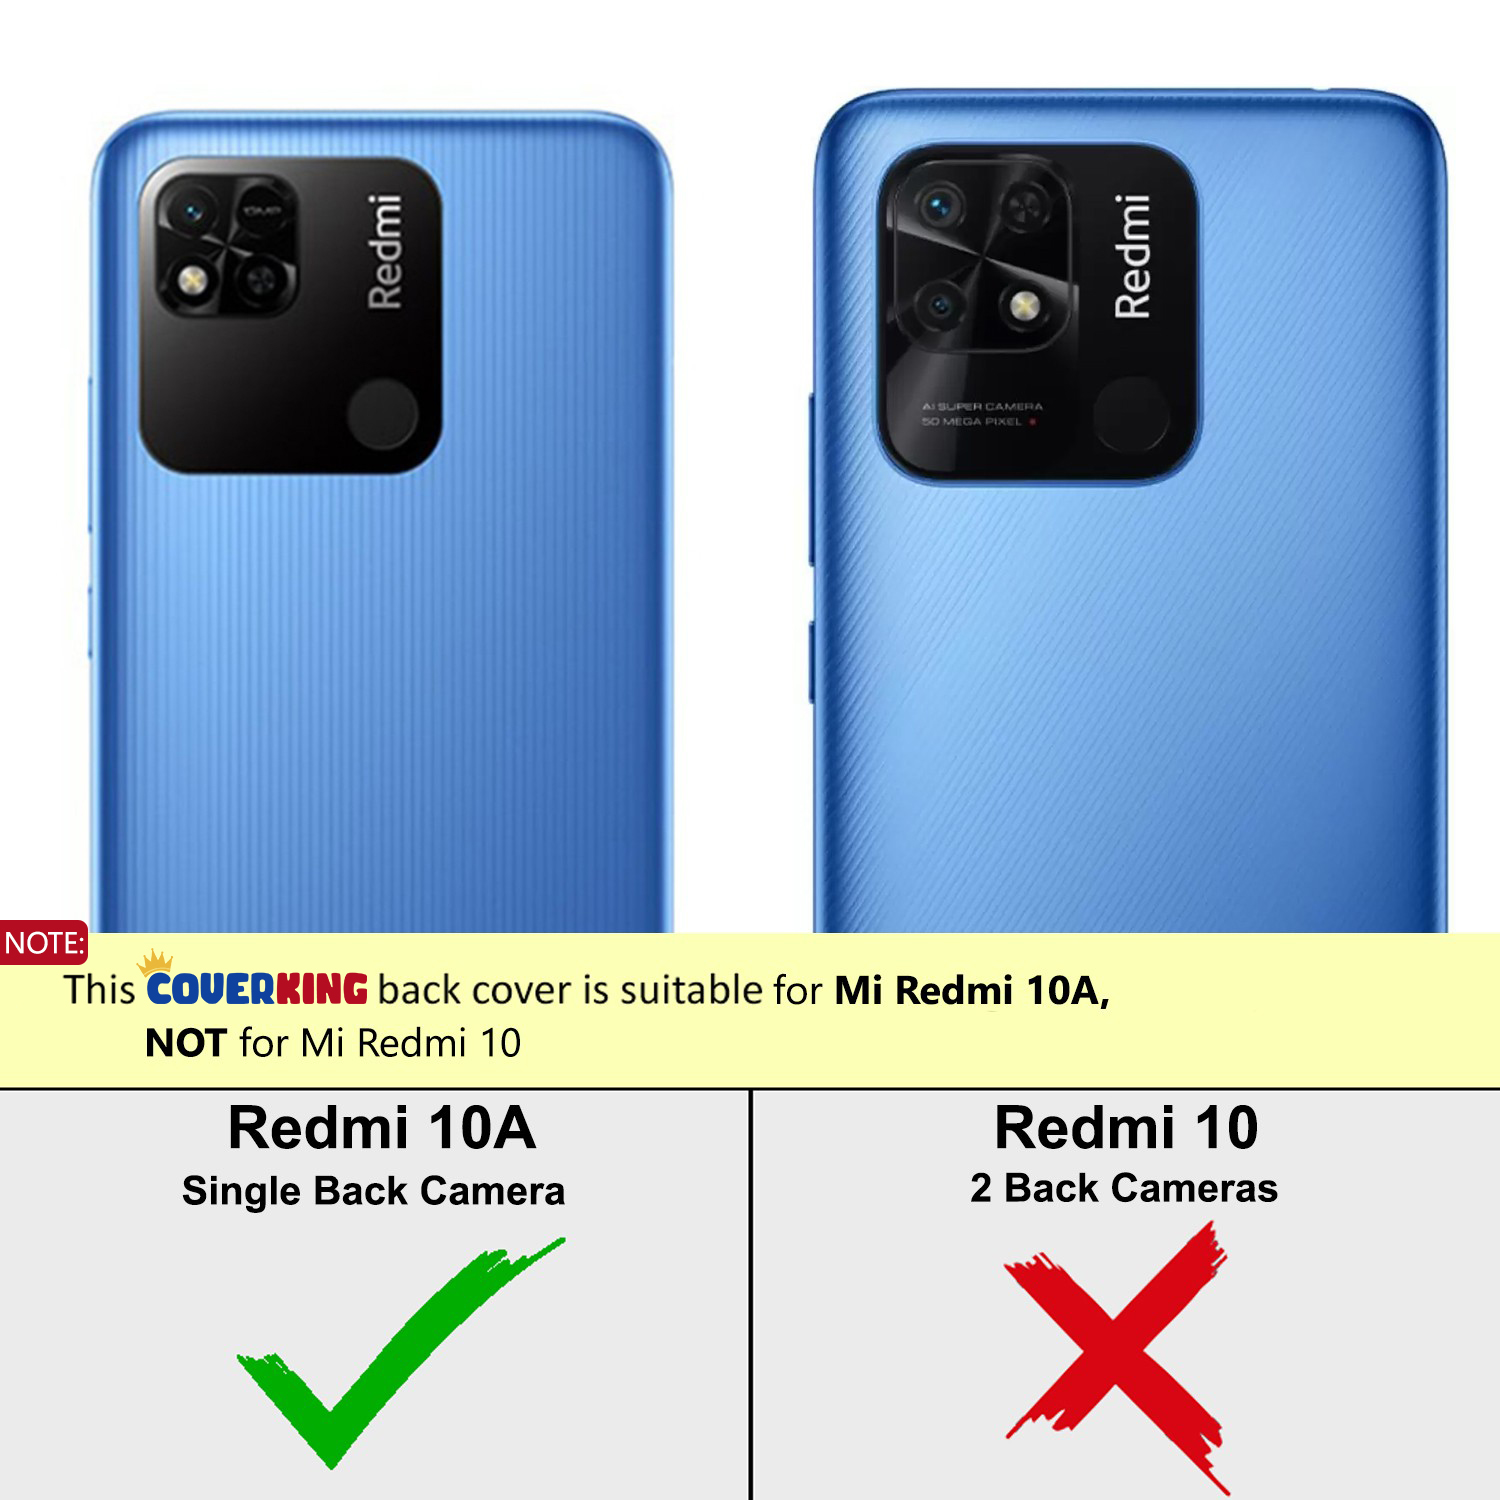 Redmi
13MP
Redmi
AI SUPER CAMERA
50 MEGA PIXEL
NOTE:
This COVERKING back cover is suitable for Mi Redmi 10A,
NOT for Mi Redmi 10
Redmi 10A
Single Back Camera
Redmi 10
2 Back Cameras